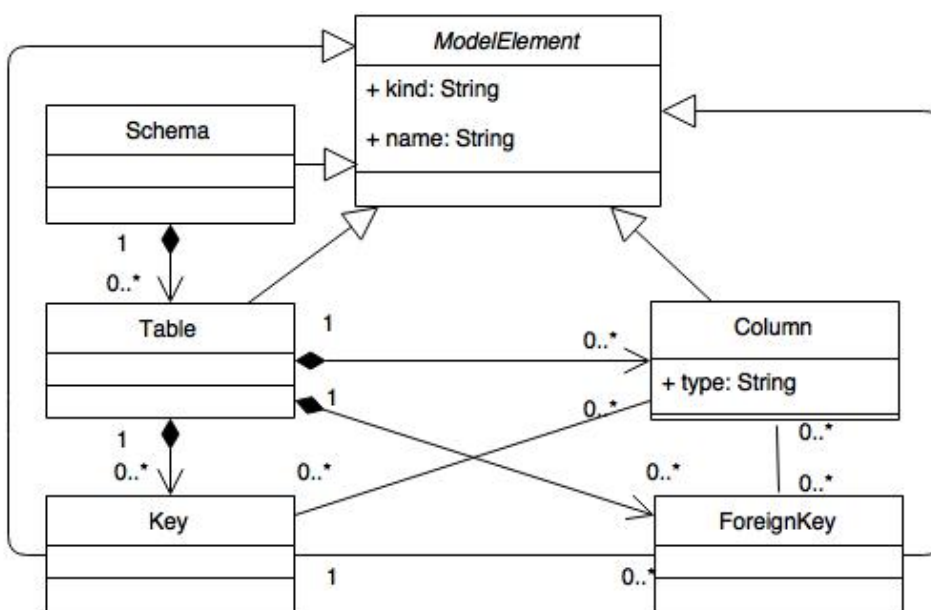 ModelElement
+ kind: String
+ name: String
Schema
1
0..*
Table
1
0..*
Column
+ type: String
1
0..*
0..*
1
0..*
0..*
0..*
0..*
Key
ForeignKey
1
0..*